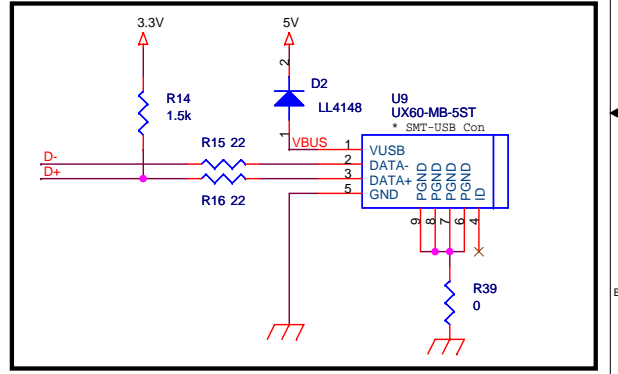 3.3V
5V
2
D2
LL4148
R14
1.5k
U9
UX60-MB-5ST
* SMT-USB Con
1
VBUS
1
VUSB
R15 22
D-
2
DATA-
D+
3
DATA+
5
GND
R16 22
PGND
PGND
PGND
PGND
ID
9
8
7
6
4
R39
0
E